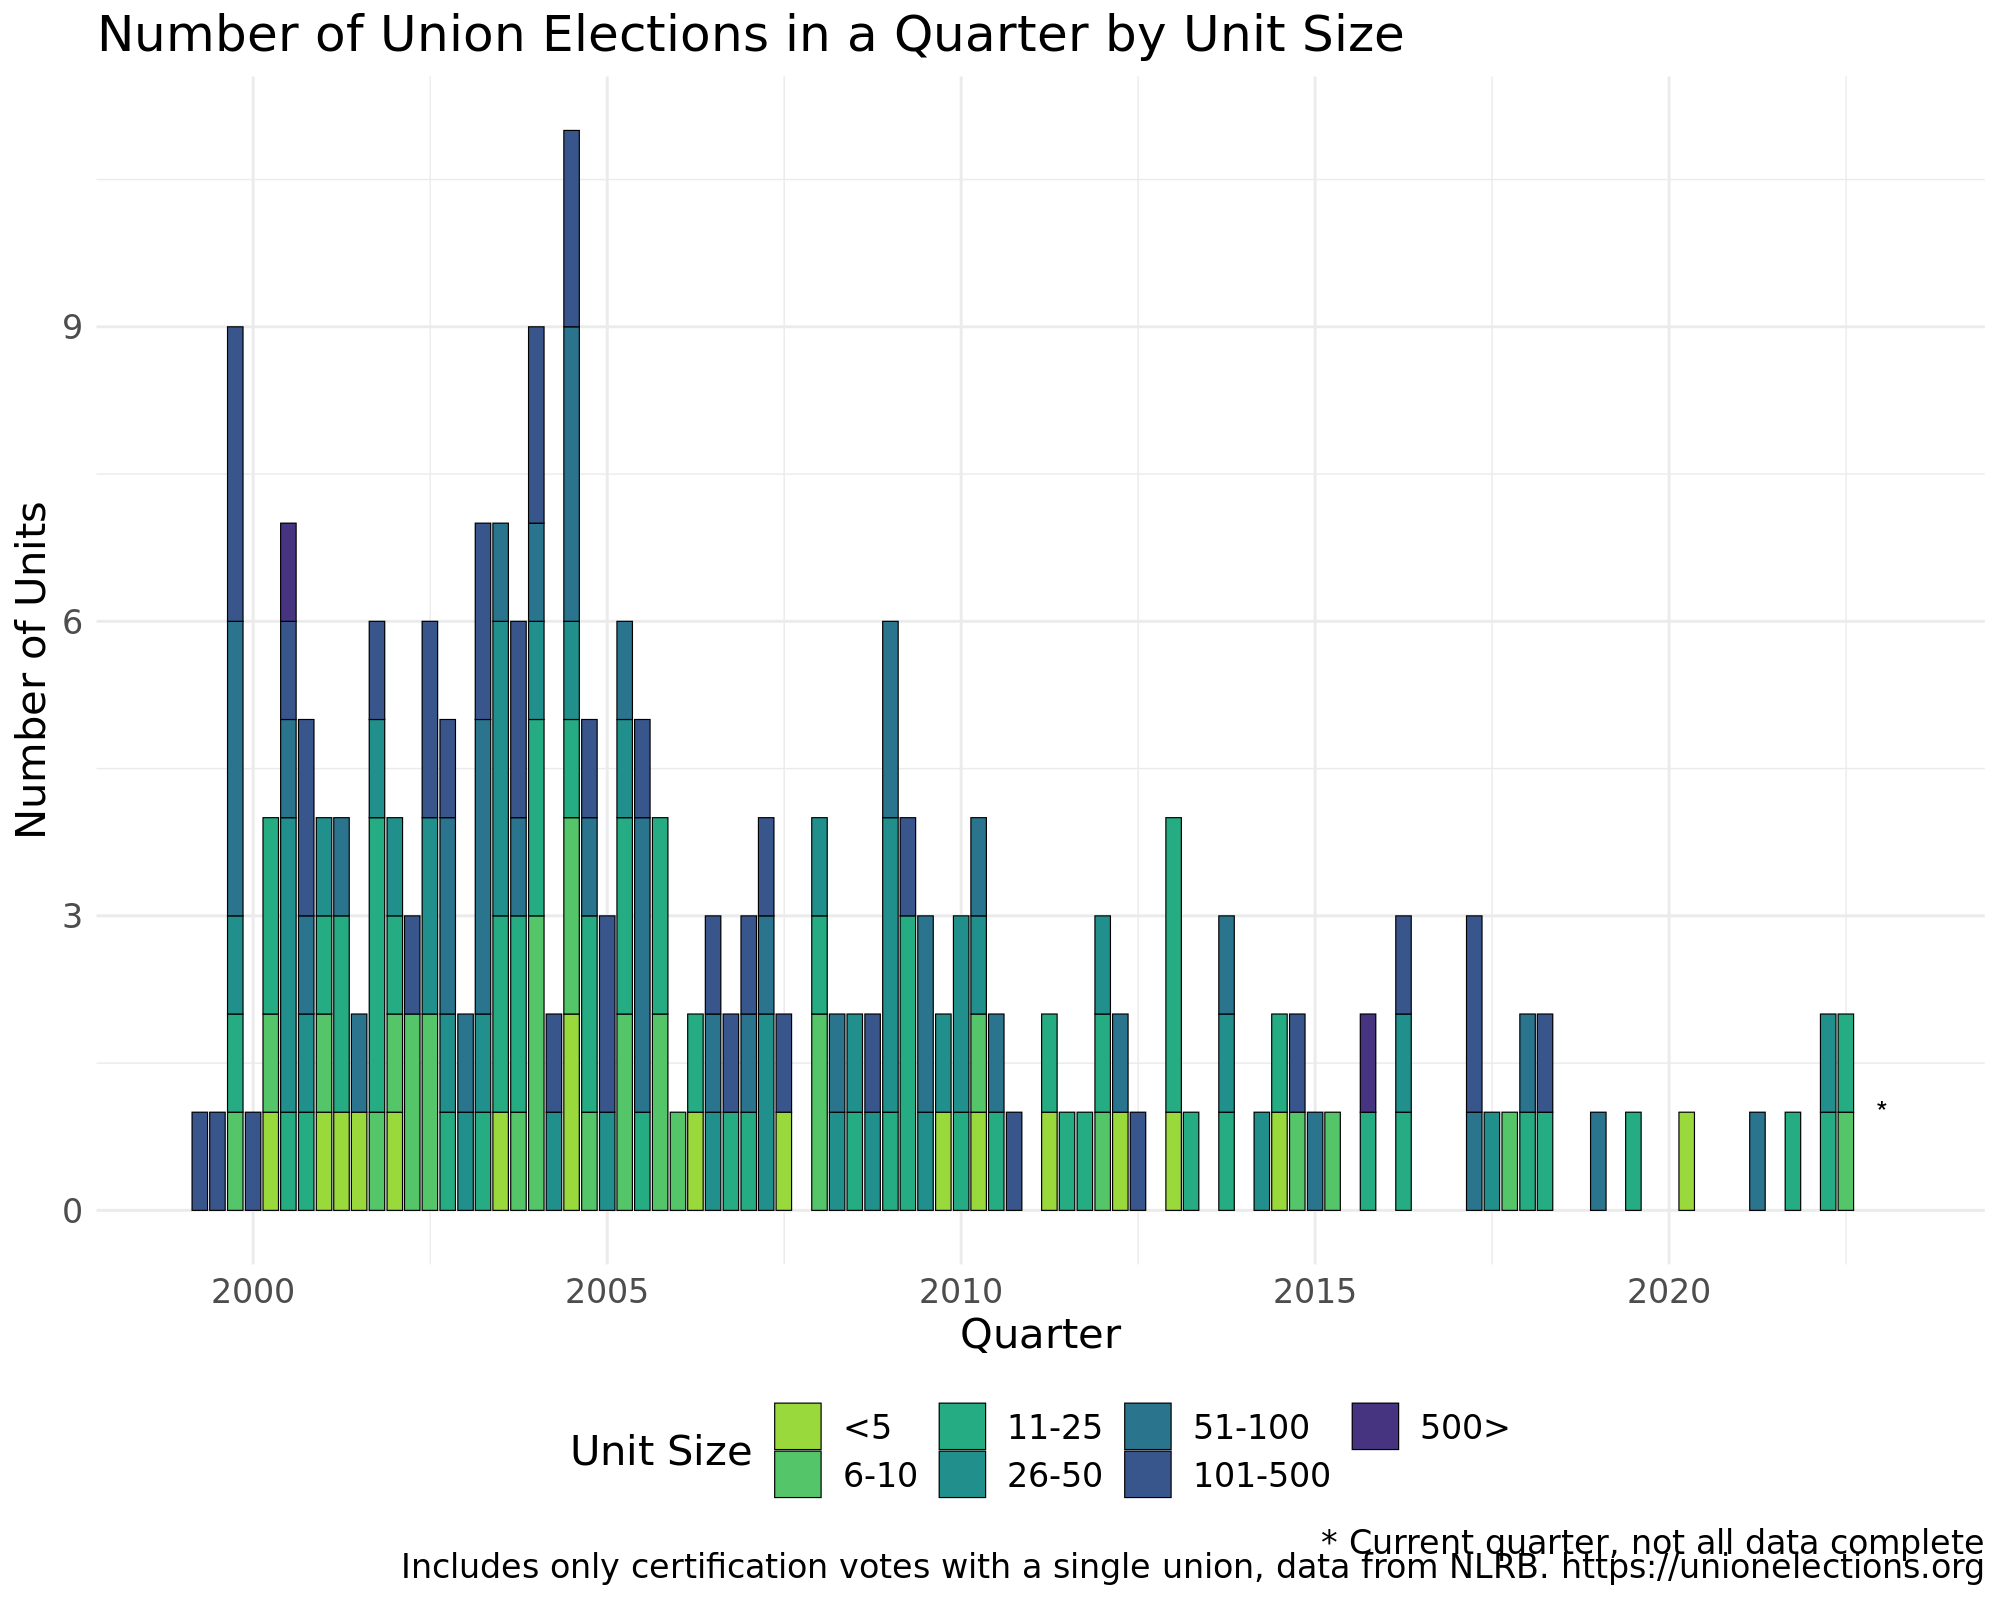 Number of Union Elections in a Quarter by Unit Size
Number of Units
9
6
3
0
*
2000 2005 2010 2015 2020
Quarter
Unit Size
<5 11-25 51-100 500>
6-10 26-50 101-500
* Current quarter, not all data complete
Includes only certification votes with a single union, data from NLRB. https://unionelections.org